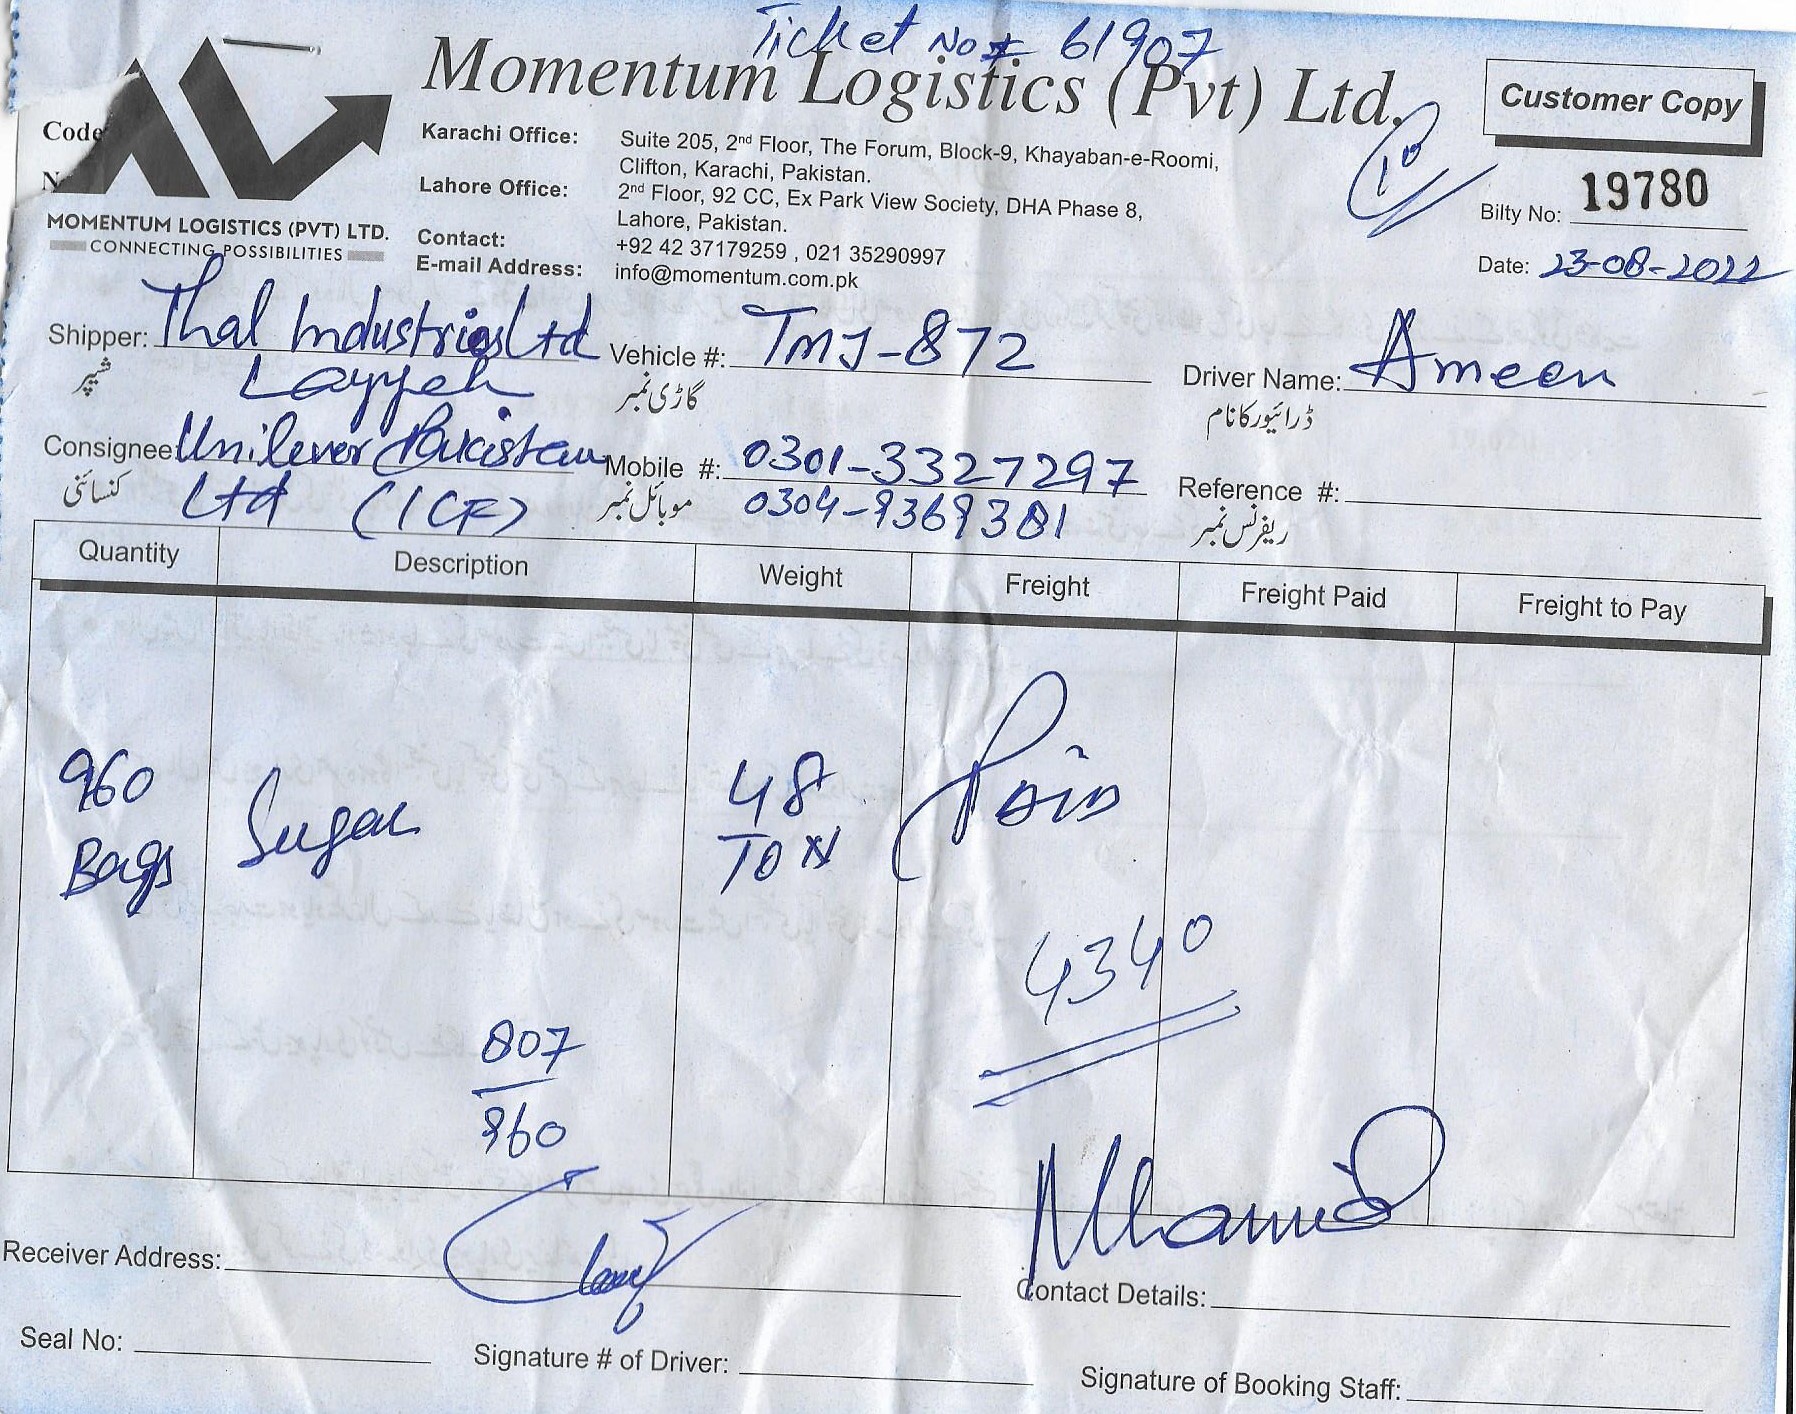 Ticket No # 61907
Momentum Logistics (Pvt) Ltd.
Customer Copy
Code
N
MOMENTUM LOGISTICS (PVT) LTD.
CONNECTING POSSIBILITIES
Karachi Office: Suite 205, 2nd Floor, The Forum, Block-9, Khayaban-e-Roomi,
Clifton, Karachi, Pakistan.
Lahore Office: 2nd Floor, 92 CC, Ex Park View Society, DHA Phase 8,
Lahore, Pakistan.
Contact: +92 42 37179259 , 021 35290997
E-mail Address: info@momentum.com.pk
Bilty No: 19780
Date: 23-08-2022
Shipper: Thal Industries Ltd Vehicle #: TMJ-872 Driver Name: Ameen
شیپر Layyah گاڑی نمبر ڈرائیور کا نام
Consignee Unilever Pakistan Mobile #: 0301-3327297 Reference #:
کنسائنی Ltd (ICF) موبائل نمبر 0304-9369381 ریفرنس نمبر
Quantity Description Weight Freight Freight Paid Freight to Pay
960 Bags Sugar 48 TON Paid
4340
807
960
Receiver Address:
Contact Details:
Seal No:
Signature # of Driver:
Signature of Booking Staff: